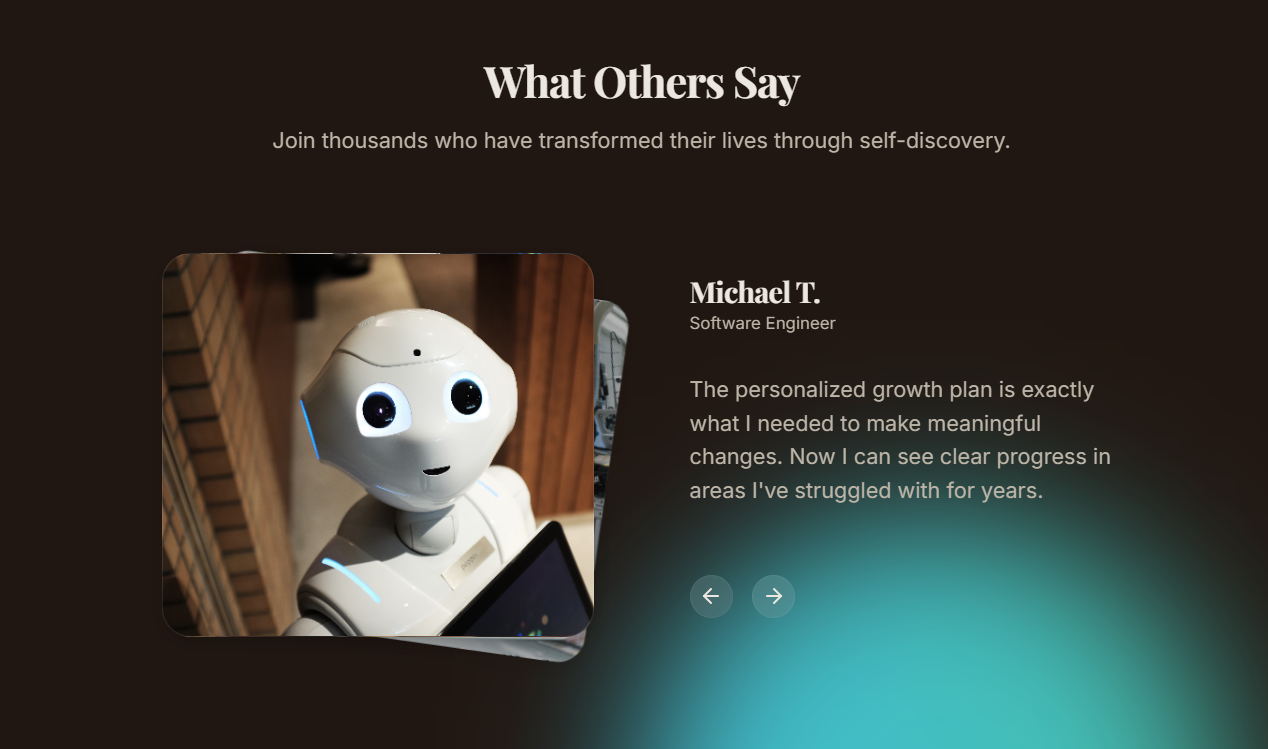 What Others Say
Join thousands who have transformed their lives through self-discovery.
Michael T.
Software Engineer
The personalized growth plan is exactly
what I needed to make meaningful
changes. Now I can see clear progress in
areas I've struggled with for years.